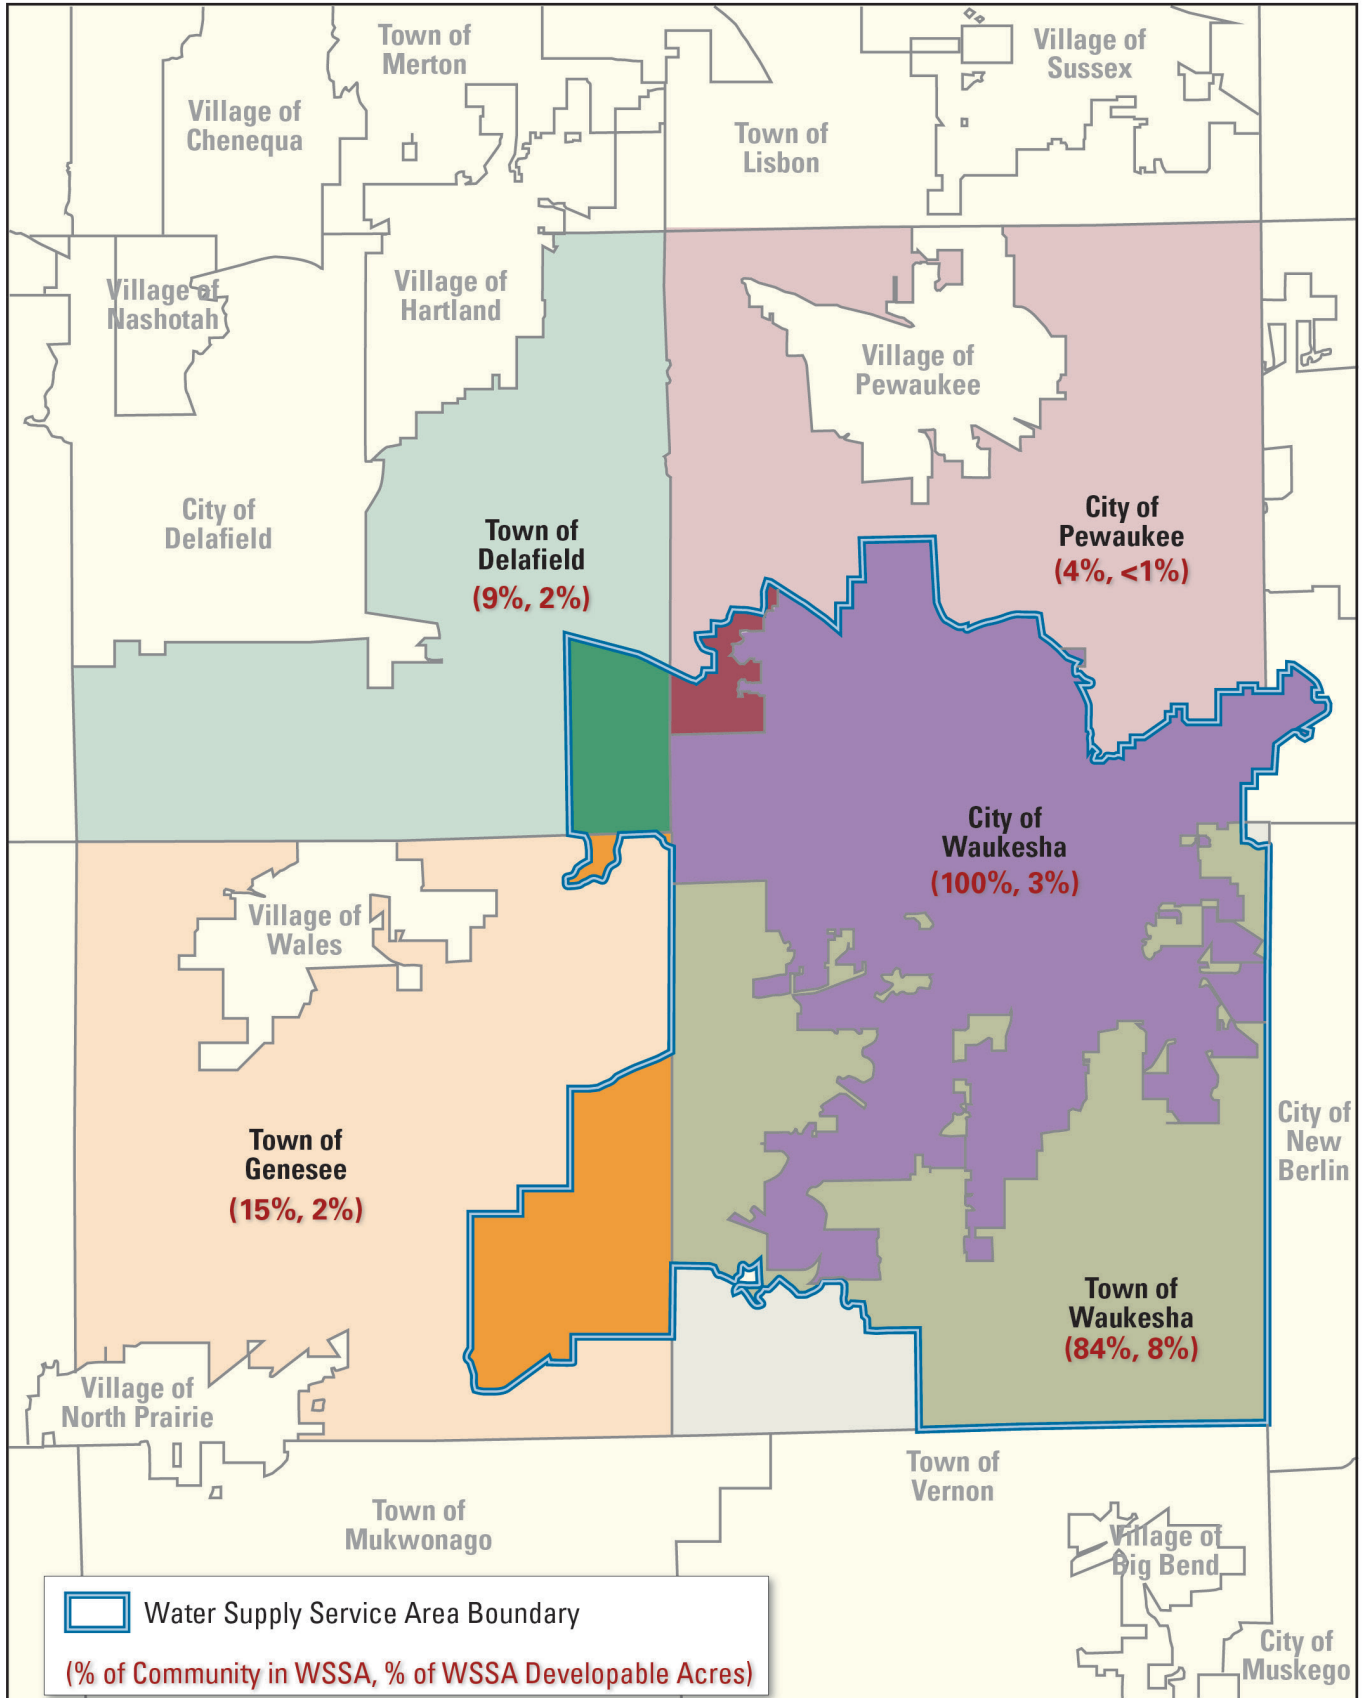 Town of
Merton
Village of
Sussex
Village of
Chenequa
Town of
Lisbon
Village of
Nashotah
Village of
Hartland
Village of
Pewaukee
City of
Delafield
Town of
Delafield
(9%, 2%)
City of
Pewaukee
(4%, <1%)
City of
Waukesha
(100%, 3%)
Village of
Wales
Town of
Genesee
(15%, 2%)
City of
New
Berlin
Town of
Waukesha
(84%, 8%)
Village of
North Prairie
Town of
Vernon
Town of
Mukwonago
Village of
Big Bend
City of
Muskego
Water Supply Service Area Boundary
(% of Community in WSSA, % of WSSA Developable Acres)